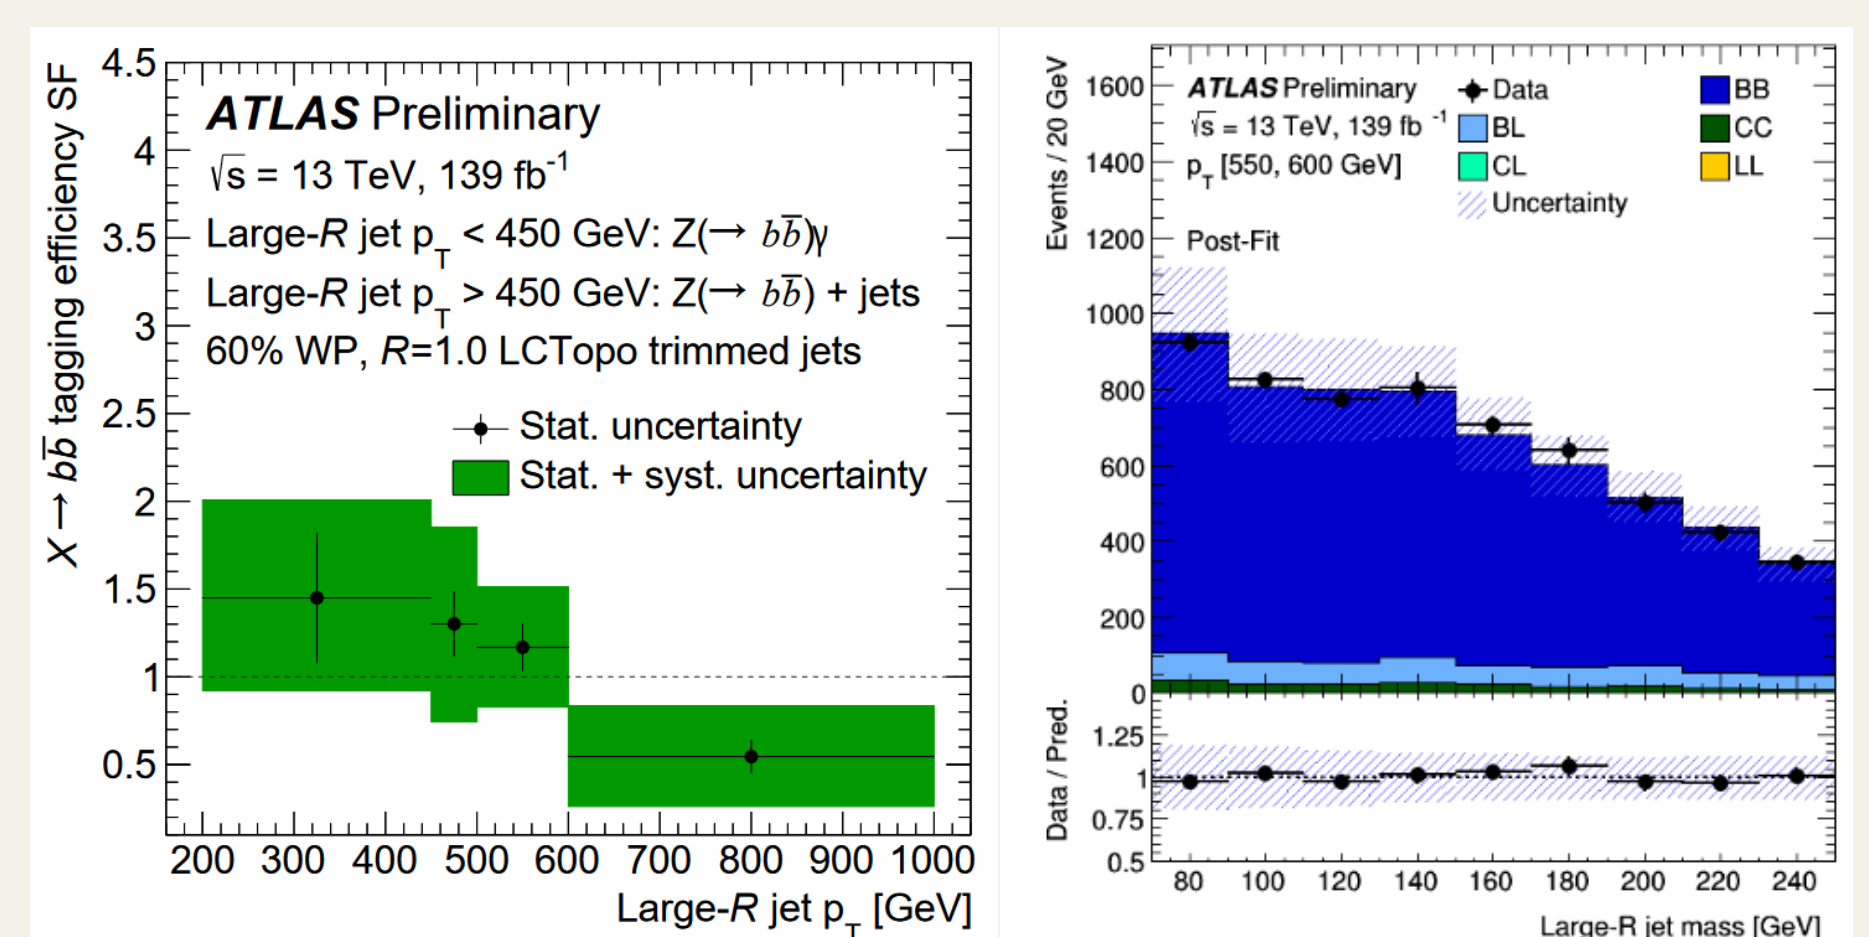 X → bb̅ tagging efficiency SF
4.5
4
3.5
3
2.5
2
1.5
1
0.5
ATLAS Preliminary
√s = 13 TeV, 139 fb⁻¹
Large-R jet p_T < 450 GeV: Z(→ bb̅)γ
Large-R jet p_T > 450 GeV: Z(→ bb̅) + jets
60% WP, R=1.0 LCTopo trimmed jets
Stat. uncertainty
Stat. + syst. uncertainty
200 300 400 500 600 700 800 900 1000
Large-R jet p_T [GeV]
Events / 20 GeV
1600
1400
1200
1000
800
600
400
200
0
ATLAS Preliminary
√s = 13 TeV, 139 fb⁻¹
p_T [550, 600 GeV]
Post-Fit
Data
BB
BL
CC
CL
LL
Uncertainty
Data / Pred.
1.25
1
0.75
0.5
80 100 120 140 160 180 200 220 240
Large-R jet mass [GeV]